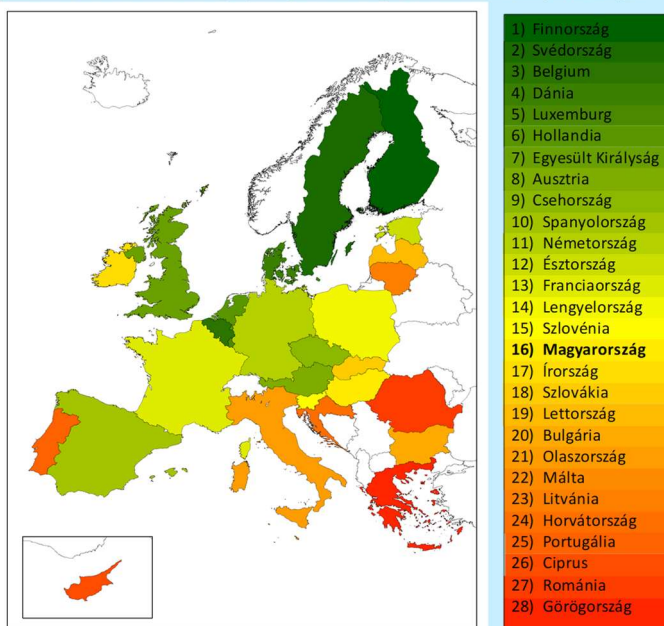 1) Finnország
2) Svédország
3) Belgium
4) Dánia
5) Luxemburg
6) Hollandia
7) Egyesült Királyság
8) Ausztria
9) Csehország
10) Spanyolország
11) Németország
12) Észtország
13) Franciaország
14) Lengyelország
15) Szlovénia
16) Magyarország
17) Írország
18) Szlovákia
19) Lettország
20) Bulgária
21) Olaszország
22) Málta
23) Litvánia
24) Horvátország
25) Portugália
26) Ciprus
27) Románia
28) Görögország